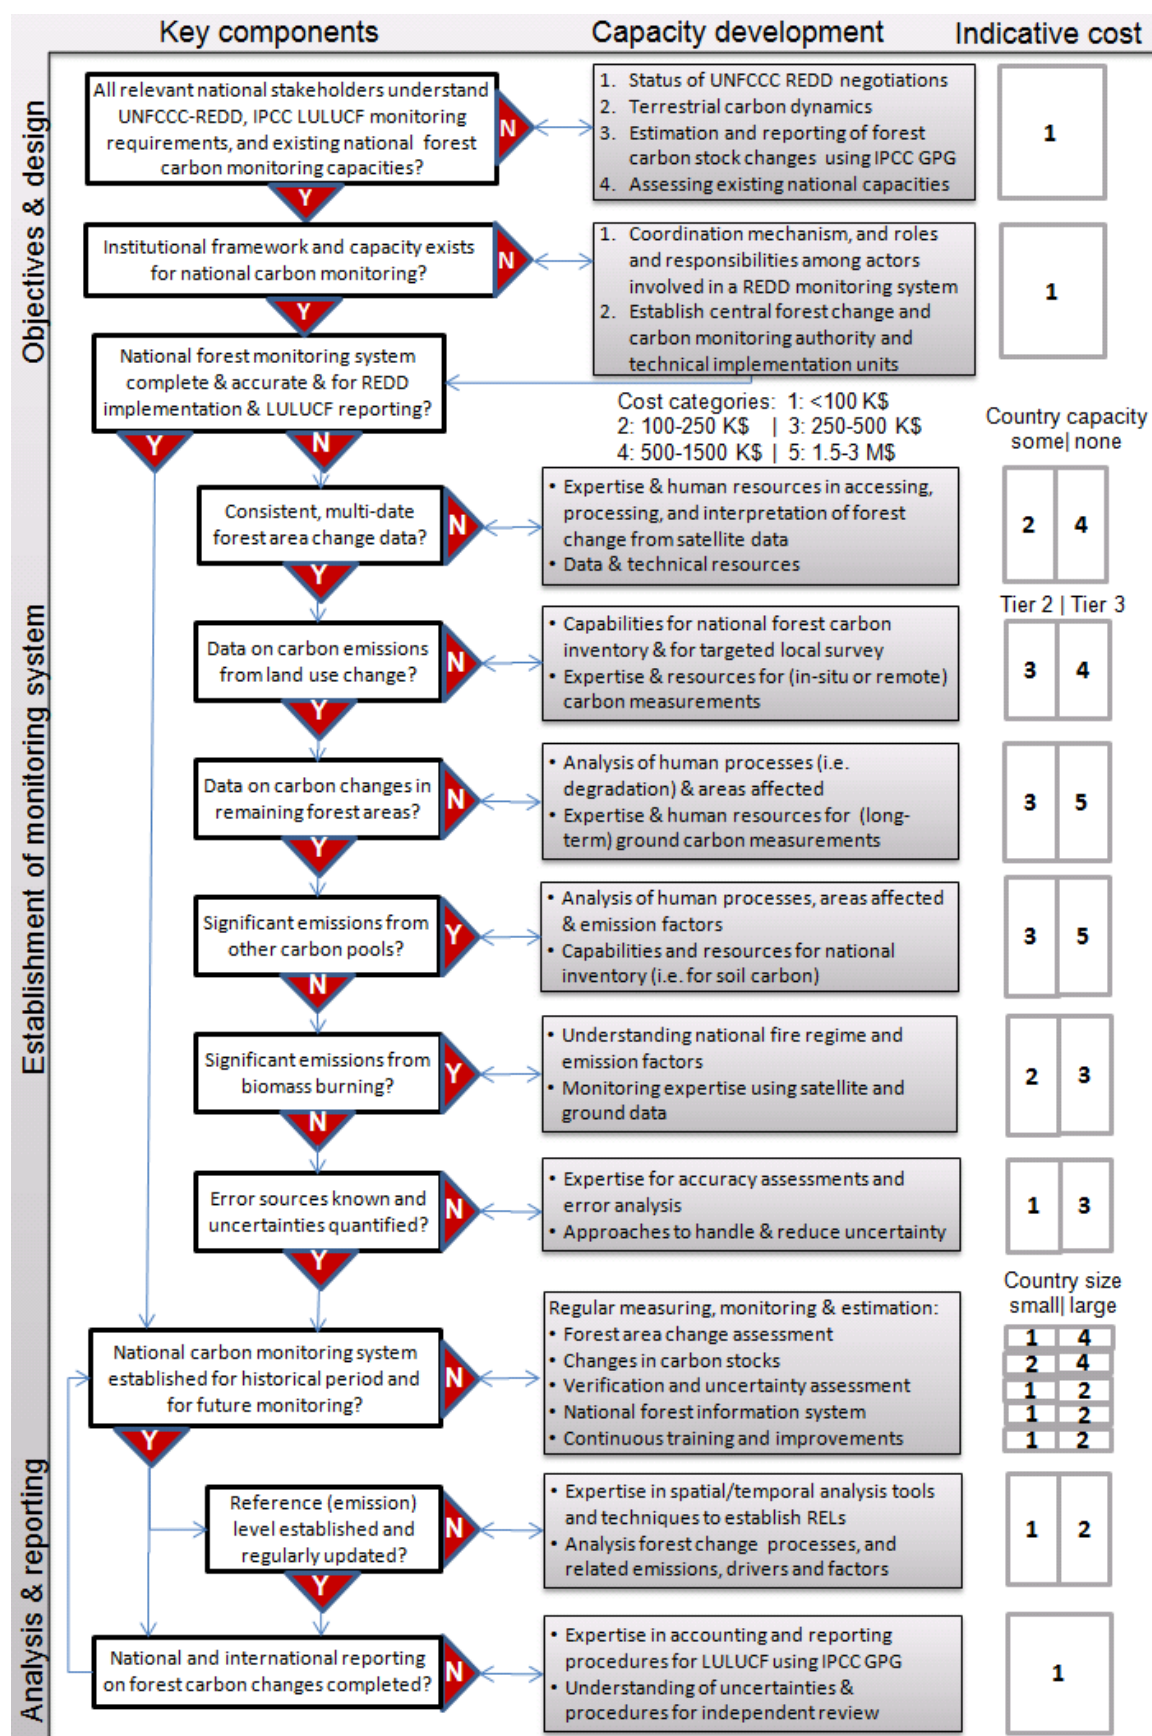 Key components
Capacity development
Indicative cost
Objectives & design
All relevant national stakeholders understand
UNFCCC-REDD, IPCC LULUCF monitoring
requirements, and existing national forest
carbon monitoring capacities?
N
Y
1. Status of UNFCCC REDD negotiations
2. Terrestrial carbon dynamics
3. Estimation and reporting of forest
carbon stock changes using IPCC GPG
4. Assessing existing national capacities
1
Institutional framework and capacity exists
for national carbon monitoring?
N
Y
1. Coordination mechanism, and roles
and responsibilities among actors
involved in a REDD monitoring system
2. Establish central forest change and
carbon monitoring authority and
technical implementation units
1
National forest monitoring system
complete & accurate & for REDD
implementation & LULUCF reporting?
Y
N
Cost categories: 1: <100 K$
2: 100-250 K$ | 3: 250-500 K$
4: 500-1500 K$ | 5: 1.5-3 M$
Country capacity
some| none
Establishment of monitoring system
Consistent, multi-date
forest area change data?
N
Y
• Expertise & human resources in accessing,
processing, and interpretation of forest
change from satellite data
• Data & technical resources
2 4
Tier 2 | Tier 3
Data on carbon emissions
from land use change?
N
Y
• Capabilities for national forest carbon
inventory & for targeted local survey
• Expertise & resources for (in-situ or remote)
carbon measurements
3 4
Data on carbon changes in
remaining forest areas?
N
Y
• Analysis of human processes (i.e.
degradation) & areas affected
• Expertise & human resources for (long-
term) ground carbon measurements
3 5
Significant emissions from
other carbon pools?
Y
N
• Analysis of human processes, areas affected
& emission factors
• Capabilities and resources for national
inventory (i.e. for soil carbon)
3 5
Significant emissions from
biomass burning?
Y
N
• Understanding national fire regime and
emission factors
• Monitoring expertise using satellite and
ground data
2 3
Error sources known and
uncertainties quantified?
N
Y
• Expertise for accuracy assessments and
error analysis
• Approaches to handle & reduce uncertainty
1 3
Country size
small| large
Analysis & reporting
National carbon monitoring system
established for historical period and
for future monitoring?
N
Y
Regular measuring, monitoring & estimation:
• Forest area change assessment
• Changes in carbon stocks
• Verification and uncertainty assessment
• National forest information system
• Continuous training and improvements
1 4
2 4
1 2
1 2
1 2
Reference (emission)
level established and
regularly updated?
N
Y
• Expertise in spatial/temporal analysis tools
and techniques to establish RELs
• Analysis forest change processes, and
related emissions, drivers and factors
1 2
National and international reporting
on forest carbon changes completed?
N
• Expertise in accounting and reporting
procedures for LULUCF using IPCC GPG
• Understanding of uncertainties &
procedures for independent review
1